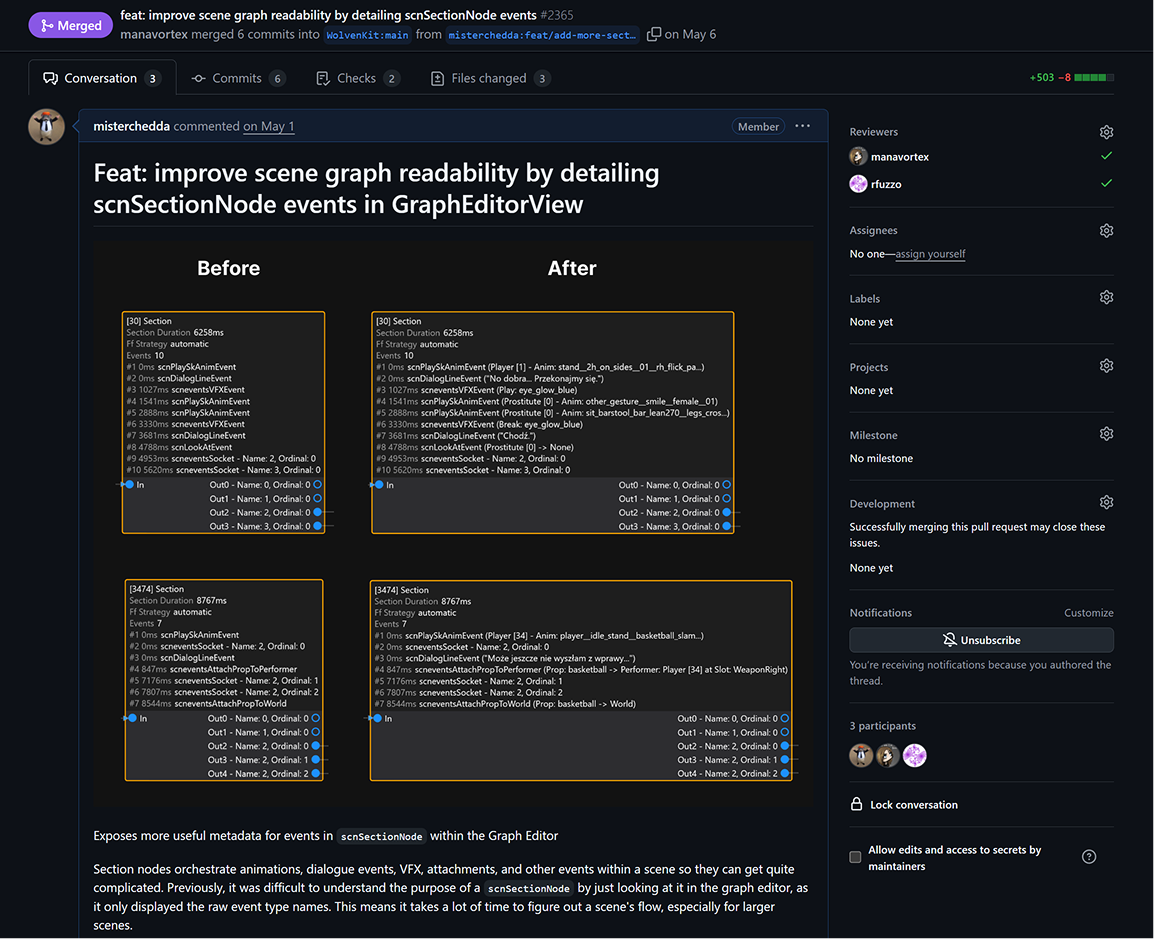 Merged
feat: improve scene graph readability by detailing scnSectionNode events #2365
manavortex merged 6 commits into WolvenKit:main from misterchedda:feat/add-more-sect… on May 6
Conversation 3
Commits 6
Checks 2
Files changed 3
+503 −8
misterchedda commented on May 1
Member
Feat: improve scene graph readability by detailing
scnSectionNode events in GraphEditorView
Before
After
[30] Section
Section Duration 6258ms
Ff Strategy automatic
Events 10
#1 0ms scnPlaySkAnimEvent
#2 0ms scnDialogLineEvent
#3 1027ms scneventsVFXEvent
#4 1541ms scnPlaySkAnimEvent
#5 2888ms scnPlaySkAnimEvent
#6 3330ms scneventsVFXEvent
#7 3681ms scnDialogLineEvent
#8 4788ms scnLookAtEvent
#9 4953ms scneventsSocket - Name: 2, Ordinal: 0
#10 5620ms scneventsSocket - Name: 3, Ordinal: 0
In
Out0 - Name: 0, Ordinal: 0
Out1 - Name: 1, Ordinal: 0
Out2 - Name: 2, Ordinal: 0
Out3 - Name: 3, Ordinal: 0
[30] Section
Section Duration 6258ms
Ff Strategy automatic
Events 10
#1 0ms scnPlaySkAnimEvent (Player [1] - Anim: stand__2h_on_sides__01__rh_flick_pa...)
#2 0ms scnDialogLineEvent ("No dobra... Przekonajmy się.")
#3 1027ms scneventsVFXEvent (Play: eye_glow_blue)
#4 1541ms scnPlaySkAnimEvent (Prostitute [0] - Anim: other_gesture__smile__female__01)
#5 2888ms scnPlaySkAnimEvent (Prostitute [0] - Anim: sit_barstool_bar_lean270__legs_cros...)
#6 3330ms scneventsVFXEvent (Break: eye_glow_blue)
#7 3681ms scnDialogLineEvent ("Chodź.")
#8 4788ms scnLookAtEvent (Prostitute [0] -> None)
#9 4953ms scneventsSocket - Name: 2, Ordinal: 0
#10 5620ms scneventsSocket - Name: 3, Ordinal: 0
In
Out0 - Name: 0, Ordinal: 0
Out1 - Name: 1, Ordinal: 0
Out2 - Name: 2, Ordinal: 0
Out3 - Name: 3, Ordinal: 0
[3474] Section
Section Duration 8767ms
Ff Strategy automatic
Events 7
#1 0ms scnPlaySkAnimEvent
#2 0ms scneventsSocket - Name: 2, Ordinal: 0
#3 0ms scnDialogLineEvent
#4 847ms scneventsAttachPropToPerformer
#5 7176ms scneventsSocket - Name: 2, Ordinal: 1
#6 7807ms scneventsSocket - Name: 2, Ordinal: 2
#7 8544ms scneventsAttachPropToWorld
In
Out0 - Name: 0, Ordinal: 0
Out1 - Name: 1, Ordinal: 0
Out2 - Name: 2, Ordinal: 0
Out3 - Name: 2, Ordinal: 1
Out4 - Name: 2, Ordinal: 2
[3474] Section
Section Duration 8767ms
Ff Strategy automatic
Events 7
#1 0ms scnPlaySkAnimEvent (Player [34] - Anim: player__idle_stand__basketball_slam...)
#2 0ms scneventsSocket - Name: 2, Ordinal: 0
#3 0ms scnDialogLineEvent ("Może jeszcze nie wyszłam z wprawy...")
#4 847ms scneventsAttachPropToPerformer (Prop: basketball -> Performer: Player [34] at Slot: WeaponRight)
#5 7176ms scneventsSocket - Name: 2, Ordinal: 1
#6 7807ms scneventsSocket - Name: 2, Ordinal: 2
#7 8544ms scneventsAttachPropToWorld (Prop: basketball -> World)
In
Out0 - Name: 0, Ordinal: 0
Out1 - Name: 1, Ordinal: 0
Out2 - Name: 2, Ordinal: 0
Out3 - Name: 2, Ordinal: 1
Out4 - Name: 2, Ordinal: 2
Exposes more useful metadata for events in scnSectionNode within the Graph Editor
Section nodes orchestrate animations, dialogue events, VFX, attachments, and other events within a scene so they can get quite
complicated. Previously, it was difficult to understand the purpose of a scnSectionNode by just looking at it in the graph editor, as
it only displayed the raw event type names. This means it takes a lot of time to figure out a scene's flow, especially for larger
scenes.
Reviewers
manavortex
rfuzzo
Assignees
No one—assign yourself
Labels
None yet
Projects
None yet
Milestone
No milestone
Development
Successfully merging this pull request may close these
issues.
None yet
Notifications
Customize
Unsubscribe
You're receiving notifications because you authored the
thread.
3 participants
Lock conversation
Allow edits and access to secrets by
maintainers